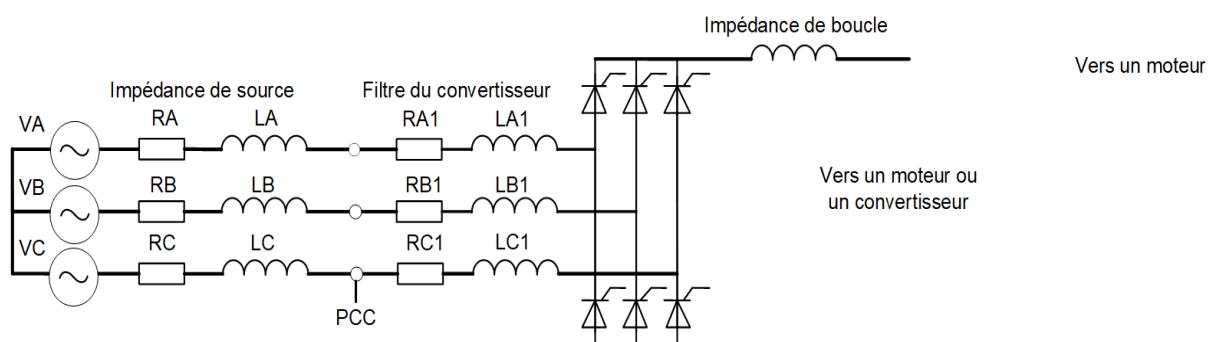 Impédance de boucle
Vers un moteur
Impédance de source
Filtre du convertisseur
VA
RA
LA
RA1
LA1
Vers un moteur ou
un convertisseur
VB
RB
LB
RB1
LB1
VC
RC
LC
RC1
LC1
PCC